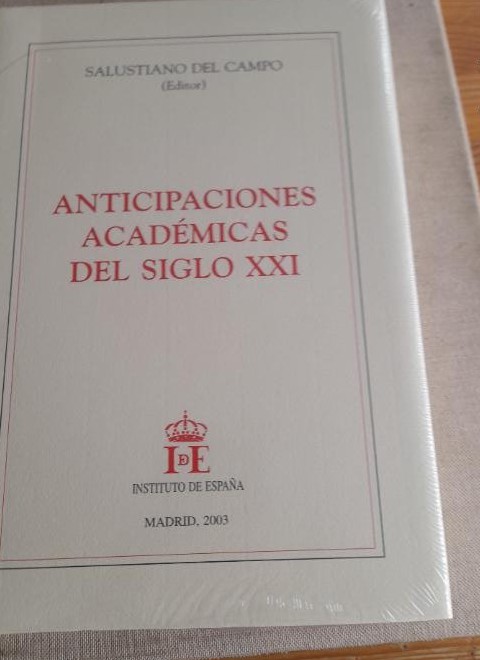 SALUSTIANO DEL CAMPO
(Editor)
ANTICIPACIONES
ACADÉMICAS
DEL SIGLO XXI
IDE
INSTITUTO DE ESPAÑA
MADRID, 2003